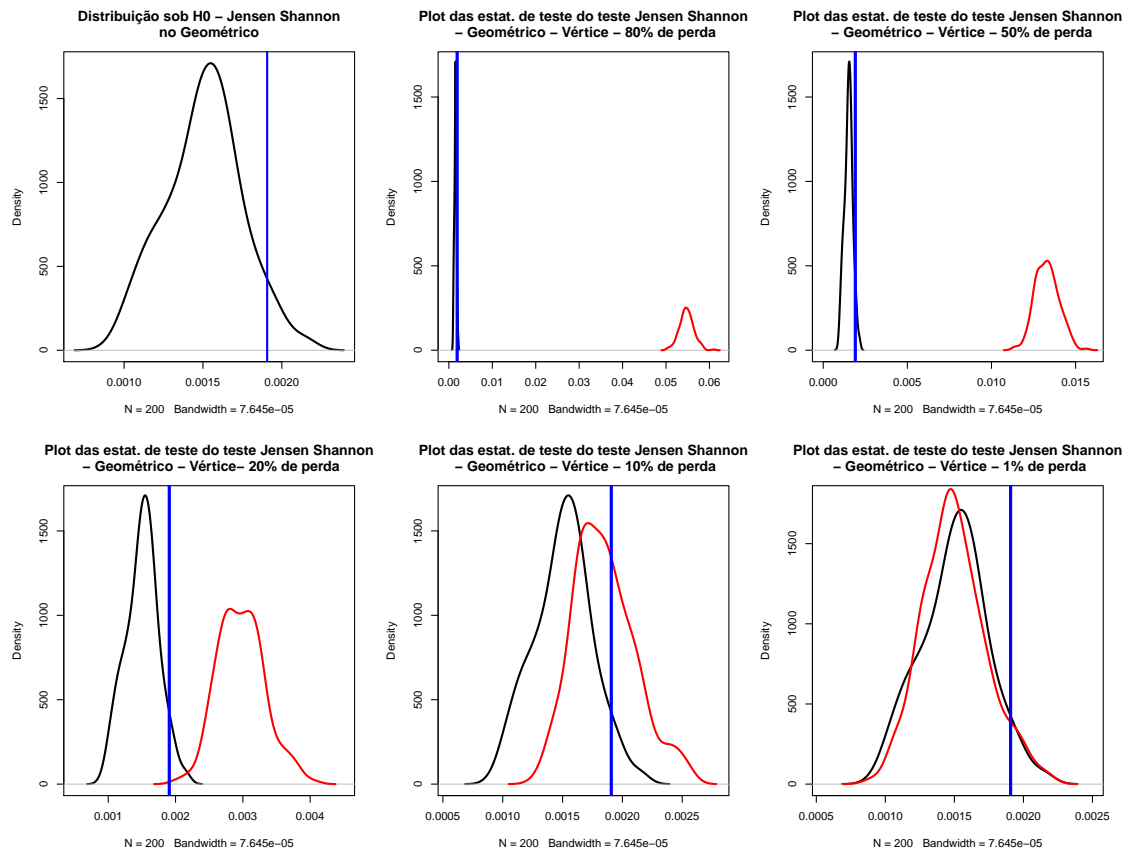 Distribuição sob H0 – Jensen Shannon
no Geométrico
Density
0
500
1000
1500
0.0010
0.0015
0.0020
N = 200 Bandwidth = 7.645e−05
Plot das estat. de teste do teste Jensen Shannon
– Geométrico – Vértice – 80% de perda
Density
0
500
1000
1500
0.00
0.01
0.02
0.03
0.04
0.05
0.06
N = 200 Bandwidth = 7.645e−05
Plot das estat. de teste do teste Jensen Shannon
– Geométrico – Vértice – 50% de perda
Density
0
500
1000
1500
0.000
0.005
0.010
0.015
N = 200 Bandwidth = 7.645e−05
Plot das estat. de teste do teste Jensen Shannon
– Geométrico – Vértice– 20% de perda
Density
0
500
1000
1500
0.001
0.002
0.003
0.004
N = 200 Bandwidth = 7.645e−05
Plot das estat. de teste do teste Jensen Shannon
– Geométrico – Vértice – 10% de perda
Density
0
500
1000
1500
0.0005
0.0010
0.0015
0.0020
0.0025
N = 200 Bandwidth = 7.645e−05
Plot das estat. de teste do teste Jensen Shannon
– Geométrico – Vértice – 1% de perda
Density
0
500
1000
1500
0.0005
0.0010
0.0015
0.0020
0.0025
N = 200 Bandwidth = 7.645e−05